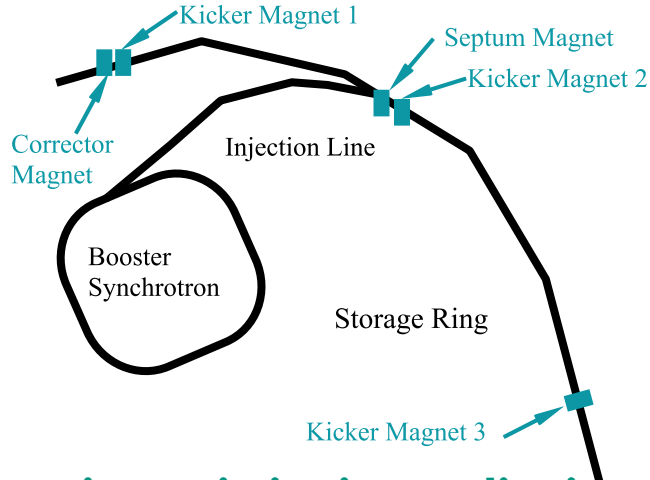 Kicker Magnet 1
Septum Magnet
Kicker Magnet 2
Corrector
Magnet
Injection Line
Booster
Synchrotron
Storage Ring
Kicker Magnet 3